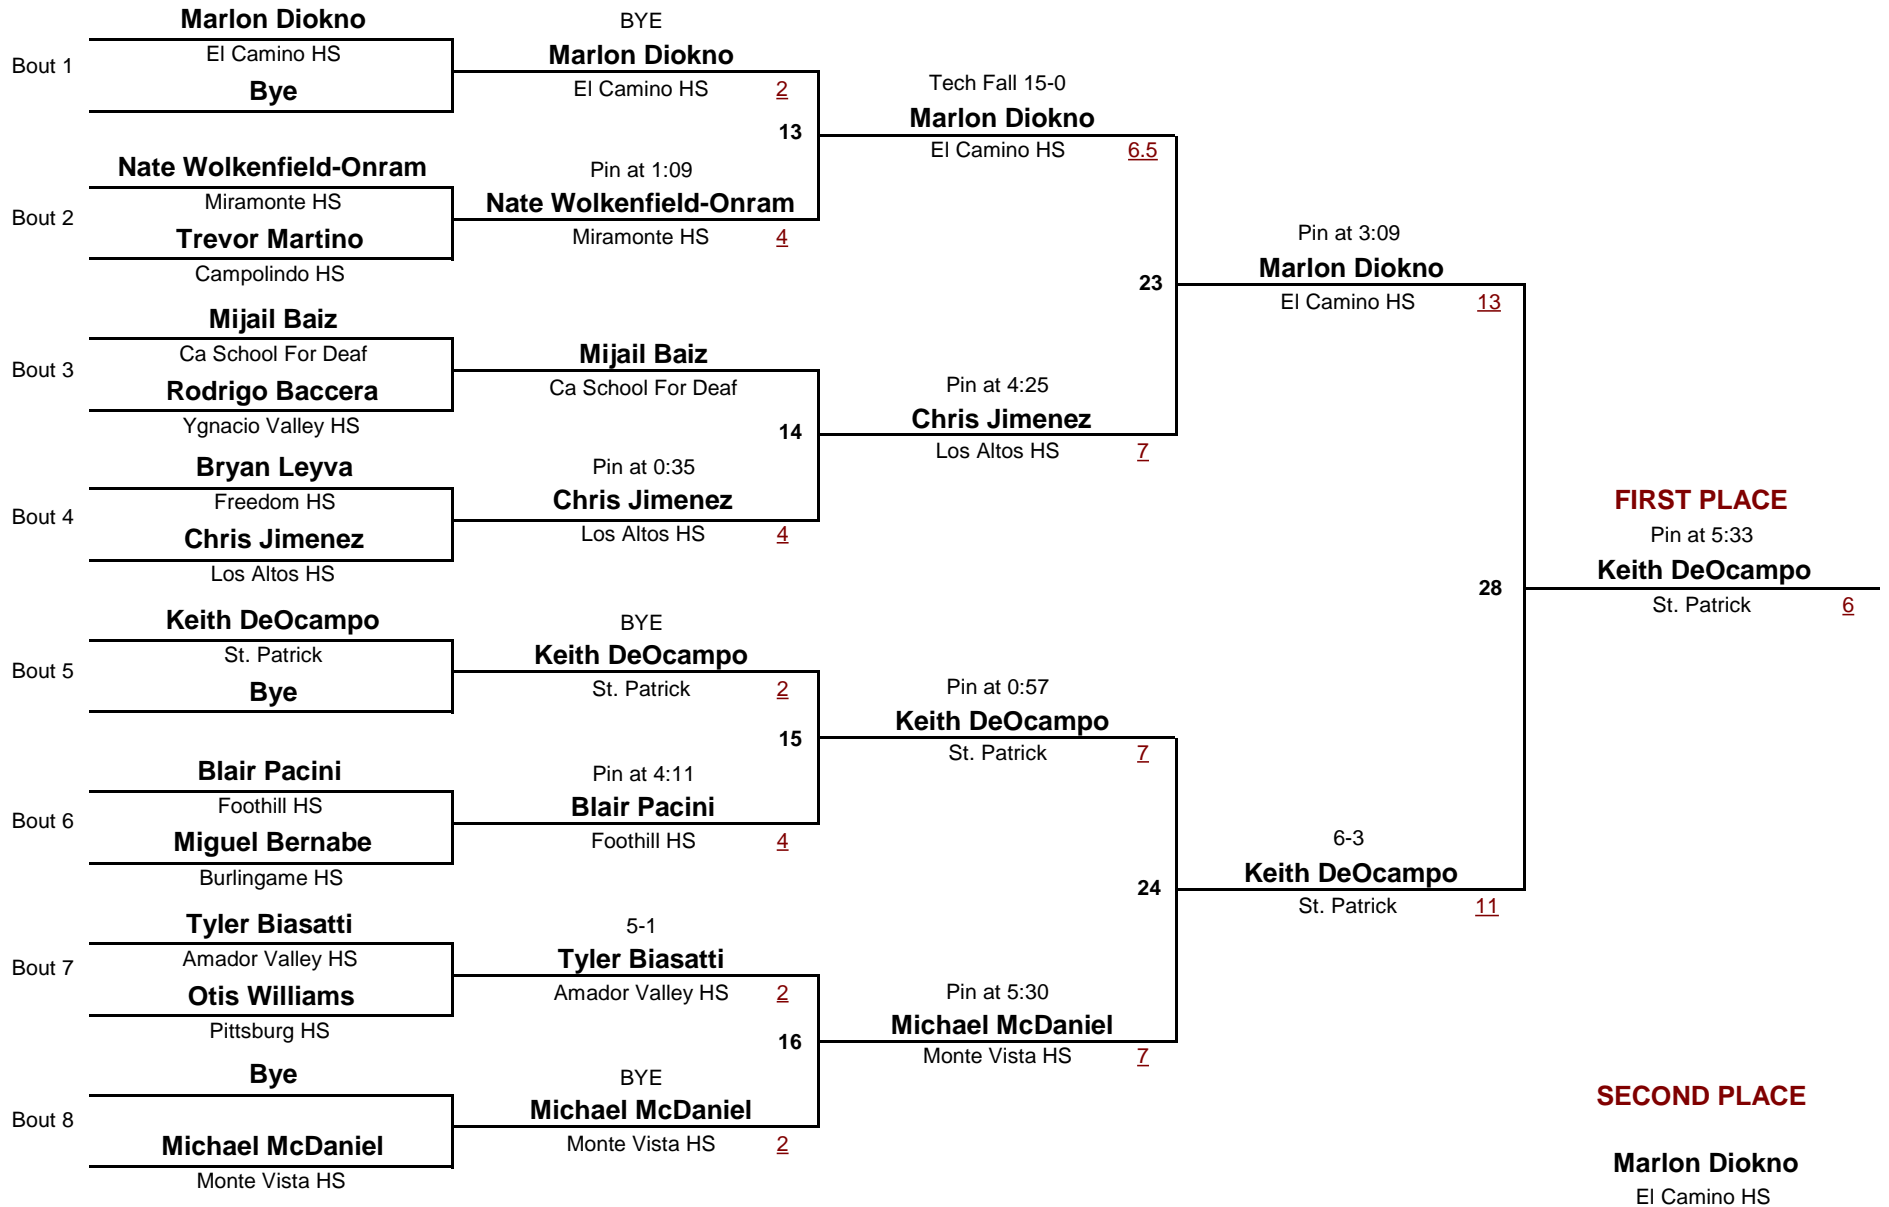 Marlon Diokno
El Camino HS
Bout 1
Bye
Nate Wolkenfield-Onram
Miramonte HS
Bout 2
Trevor Martino
Campolindo HS
Mijail Baiz
Ca School For Deaf
Bout 3
Rodrigo Baccera
Ygnacio Valley HS
Bryan Leyva
Freedom HS
Bout 4
Chris Jimenez
Los Altos HS
Keith DeOcampo
St. Patrick
Bout 5
Bye
Blair Pacini
Foothill HS
Bout 6
Miguel Bernabe
Burlingame HS
Tyler Biasatti
Amador Valley HS
Bout 7
Otis Williams
Pittsburg HS
Bye
Bout 8
Michael McDaniel
Monte Vista HS
BYE
Marlon Diokno
El Camino HS 2
13
Pin at 1:09
Nate Wolkenfield-Onram
Miramonte HS 4
Mijail Baiz
Ca School For Deaf
14
Pin at 0:35
Chris Jimenez
Los Altos HS 4
BYE
Keith DeOcampo
St. Patrick 2
15
Pin at 4:11
Blair Pacini
Foothill HS 4
5-1
Tyler Biasatti
Amador Valley HS 2
16
BYE
Michael McDaniel
Monte Vista HS 2
Tech Fall 15-0
Marlon Diokno
El Camino HS 6.5
23
Pin at 4:25
Chris Jimenez
Los Altos HS 7
Pin at 0:57
Keith DeOcampo
St. Patrick 7
24
Pin at 5:30
Michael McDaniel
Monte Vista HS 7
Pin at 3:09
Marlon Diokno
El Camino HS 13
28
6-3
Keith DeOcampo
St. Patrick 11
FIRST PLACE
Pin at 5:33
Keith DeOcampo
St. Patrick 6
SECOND PLACE
Marlon Diokno
El Camino HS